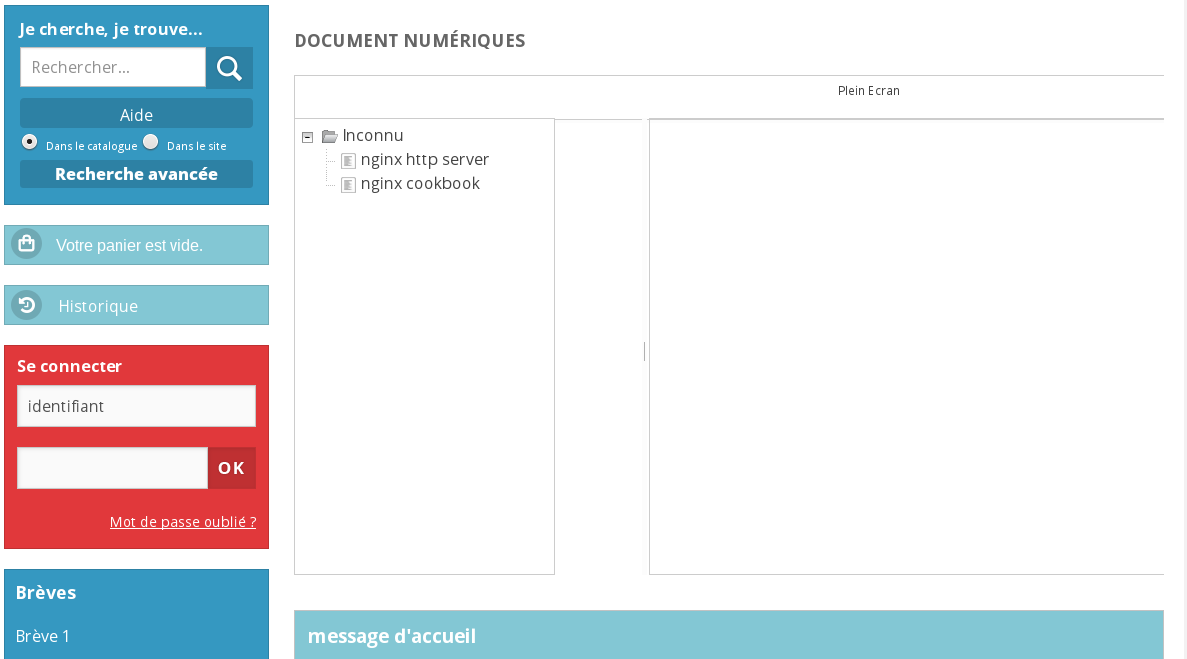 Je cherche, je trouve...
Rechercher...
Aide
Dans le catalogue Dans le site
Recherche avancée
Votre panier est vide.
Historique
Se connecter
identifiant
OK
Mot de passe oublié ?
Brèves
Brève 1
DOCUMENT NUMÉRIQUES
Plein Ecran
Inconnu
nginx http server
nginx cookbook
message d'accueil